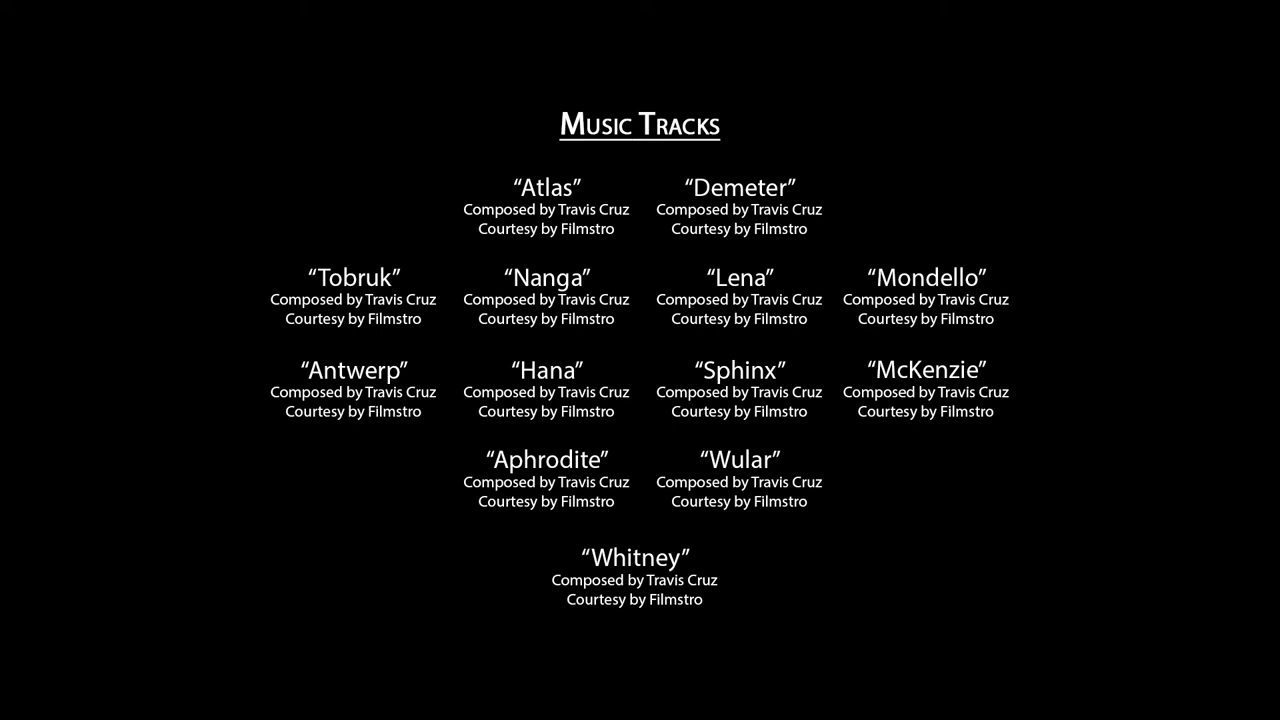 Music Tracks
“Atlas” “Demeter”
Composed by Travis Cruz Composed by Travis Cruz
Courtesy by Filmstro Courtesy by Filmstro
“Tobruk” “Nanga” “Lena” “Mondello”
Composed by Travis Cruz Composed by Travis Cruz Composed by Travis Cruz Composed by Travis Cruz
Courtesy by Filmstro Courtesy by Filmstro Courtesy by Filmstro Courtesy by Filmstro
“Antwerp” “Hana” “Sphinx” “McKenzie”
Composed by Travis Cruz Composed by Travis Cruz Composed by Travis Cruz Composed by Travis Cruz
Courtesy by Filmstro Courtesy by Filmstro Courtesy by Filmstro Courtesy by Filmstro
“Aphrodite” “Wular”
Composed by Travis Cruz Composed by Travis Cruz
Courtesy by Filmstro Courtesy by Filmstro
“Whitney”
Composed by Travis Cruz
Courtesy by Filmstro